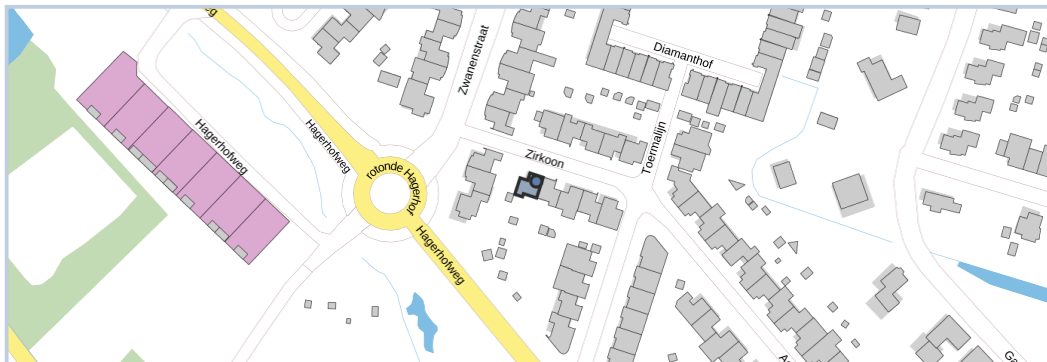 Zwanenstraat
Diamanthof
Hagerhofweg
Hagerhofweg
Toermalijn
Zirkoon
rotonde Hagerhof
Hagerhofweg